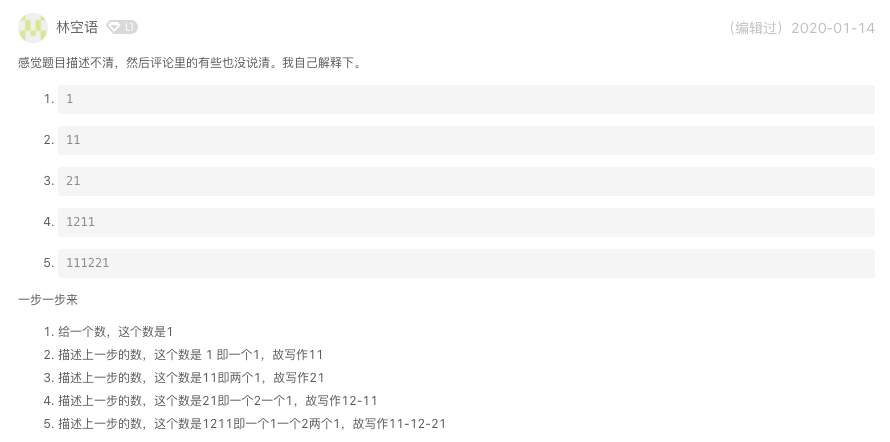 林空语 L1 （编辑过）2020-01-14
感觉题目描述不清，然后评论里的有些也没说清。我自己解释下。
1. 1
2. 11
3. 21
4. 1211
5. 111221
一步一步来
1. 给一个数，这个数是1
2. 描述上一步的数，这个数是 1 即一个1，故写作11
3. 描述上一步的数，这个数是11即两个1，故写作21
4. 描述上一步的数，这个数是21即一个2一个1，故写作12-11
5. 描述上一步的数，这个数是1211即一个1一个2两个1，故写作11-12-21